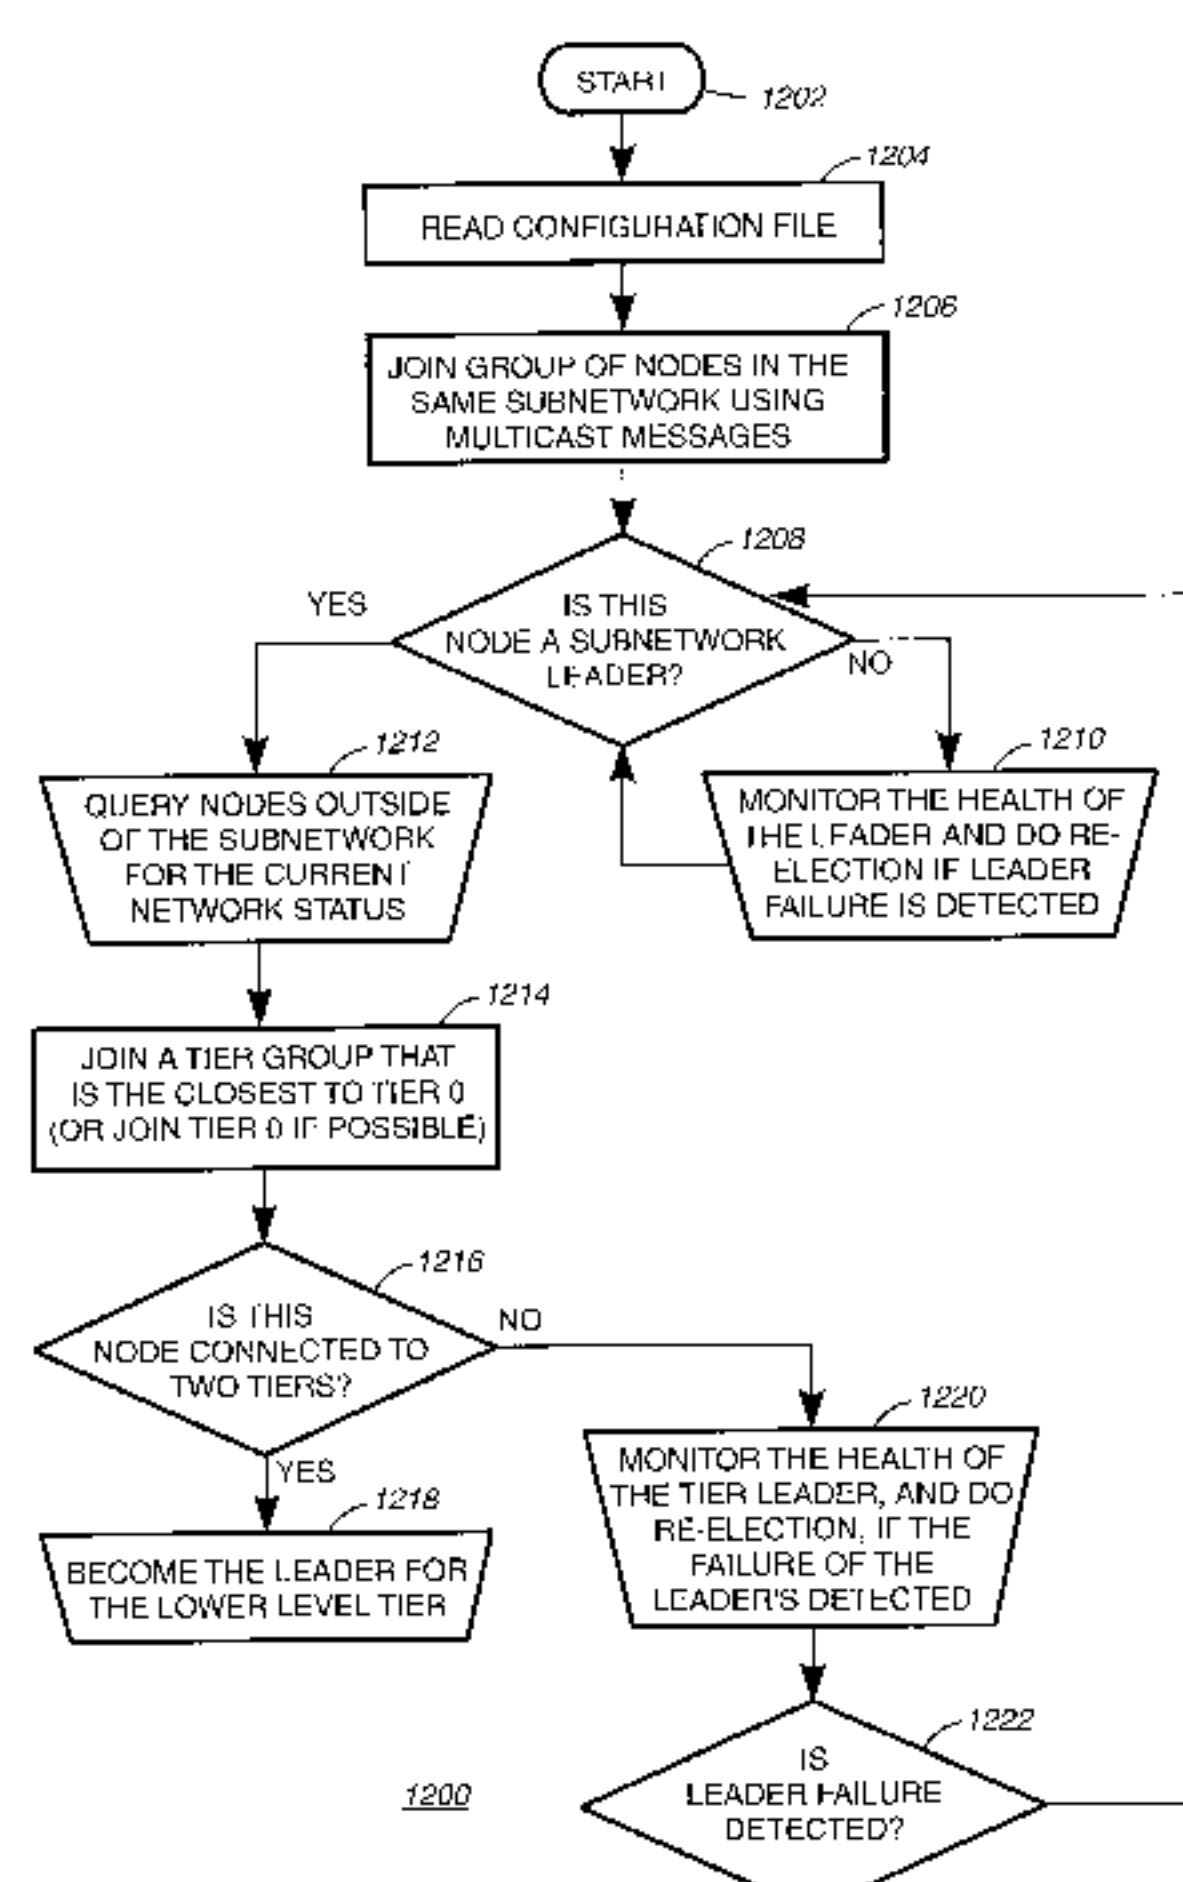 START
1202
1204
READ CONFIGURATION FILE
1206
JOIN GROUP OF NODES IN THE
SAME SUBNETWORK USING
MULTICAST MESSAGES
1208
YES
IS THIS
NODE A SUBNETWORK
LEADER?
NO
1212
QUERY NODES OUTSIDE
OF THE SUBNETWORK
FOR THE CURRENT
NETWORK STATUS
1210
MONITOR THE HEALTH OF
THE LEADER AND DO RE-
ELECTION IF LEADER
FAILURE IS DETECTED
1214
JOIN A TIER GROUP THAT
IS THE CLOSEST TO TIER 0
(OR JOIN TIER 0 IF POSSIBLE)
1216
IS THIS
NODE CONNECTED TO
TWO TIERS?
NO
YES
1218
BECOME THE LEADER FOR
THE LOWER LEVEL TIER
1220
MONITOR THE HEALTH OF
THE TIER LEADER, AND DO
RE-ELECTION, IF THE
FAILURE OF THE
LEADER'S DETECTED
1222
IS
LEADER FAILURE
DETECTED?
1200